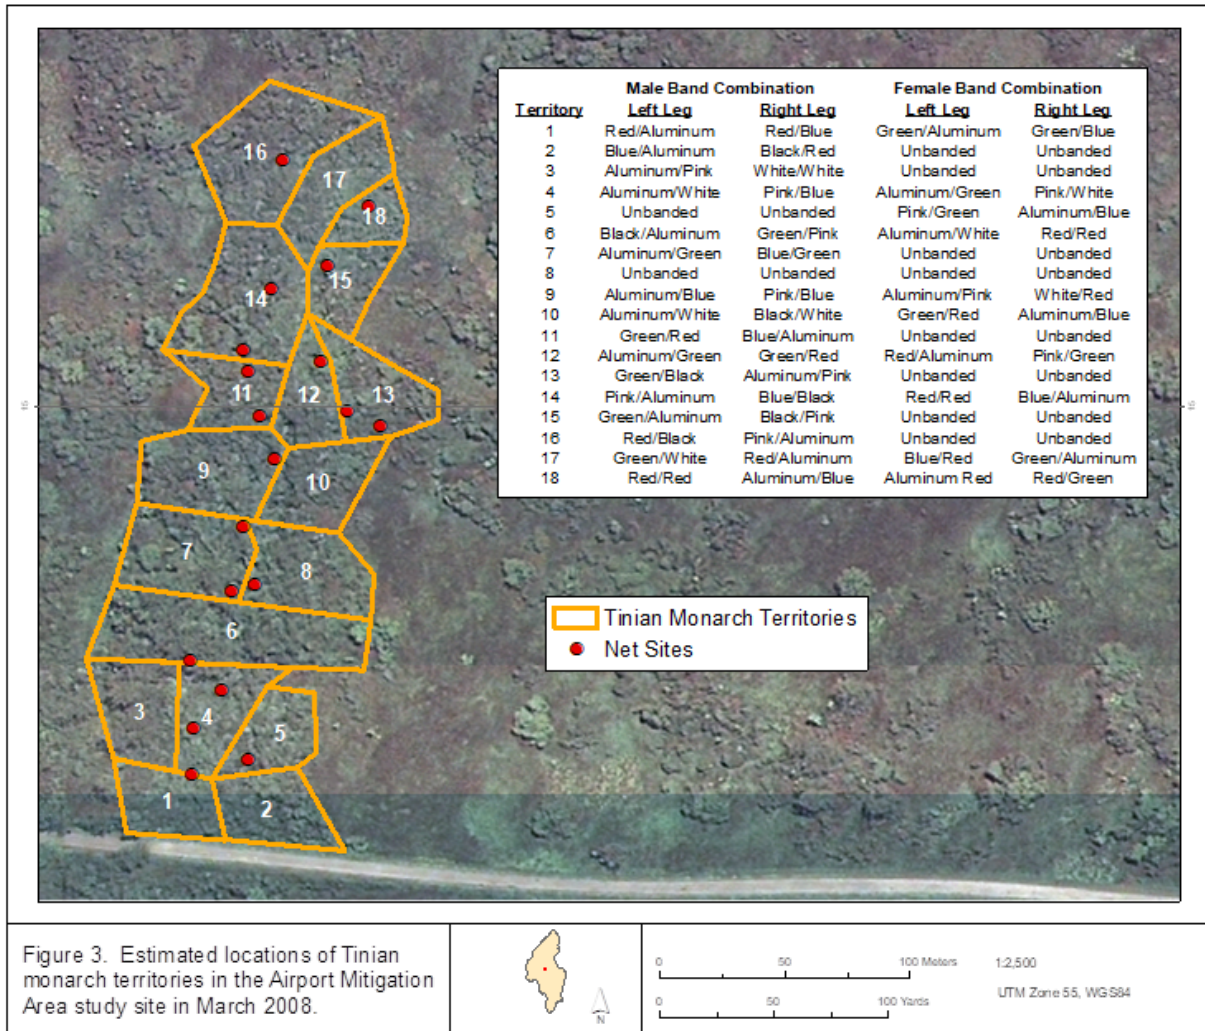 Male Band Combination Female Band Combination
Territory Left Leg Right Leg Left Leg Right Leg
1 Red/Aluminum Red/Blue Green/Aluminum Green/Blue
2 Blue/Aluminum Black/Red Unbanded Unbanded
3 Aluminum/Pink White/White Unbanded Unbanded
4 Aluminum/White Pink/Blue Aluminum/Green Pink/White
5 Unbanded Unbanded Pink/Green Aluminum/Blue
6 Black/Aluminum Green/Pink Aluminum/White Red/Red
7 Aluminum/Green Blue/Green Unbanded Unbanded
8 Unbanded Unbanded Unbanded Unbanded
9 Aluminum/Blue Pink/Blue Aluminum/Pink White/Red
10 Aluminum/White Black/White Green/Red Aluminum/Blue
11 Green/Red Blue/Aluminum Unbanded Unbanded
12 Aluminum/Green Green/Red Red/Aluminum Pink/Green
13 Green/Black Aluminum/Pink Unbanded Unbanded
14 Pink/Aluminum Blue/Black Red/Red Blue/Aluminum
15 Green/Aluminum Black/Pink Unbanded Unbanded
16 Red/Black Pink/Aluminum Unbanded Unbanded
17 Green/White Red/Aluminum Blue/Red Green/Aluminum
18 Red/Red Aluminum/Blue Aluminum Red Red/Green
16
17
18
15
14
11
12
13
9
10
7
8
6
3
4
5
1
2
Tinian Monarch Territories
Net Sites
Figure 3. Estimated locations of Tinian
monarch territories in the Airport Mitigation
Area study site in March 2008.
N
0 50 100 Meters
0 50 100 Yards
1:2,500
UTM Zone 55, WGS84